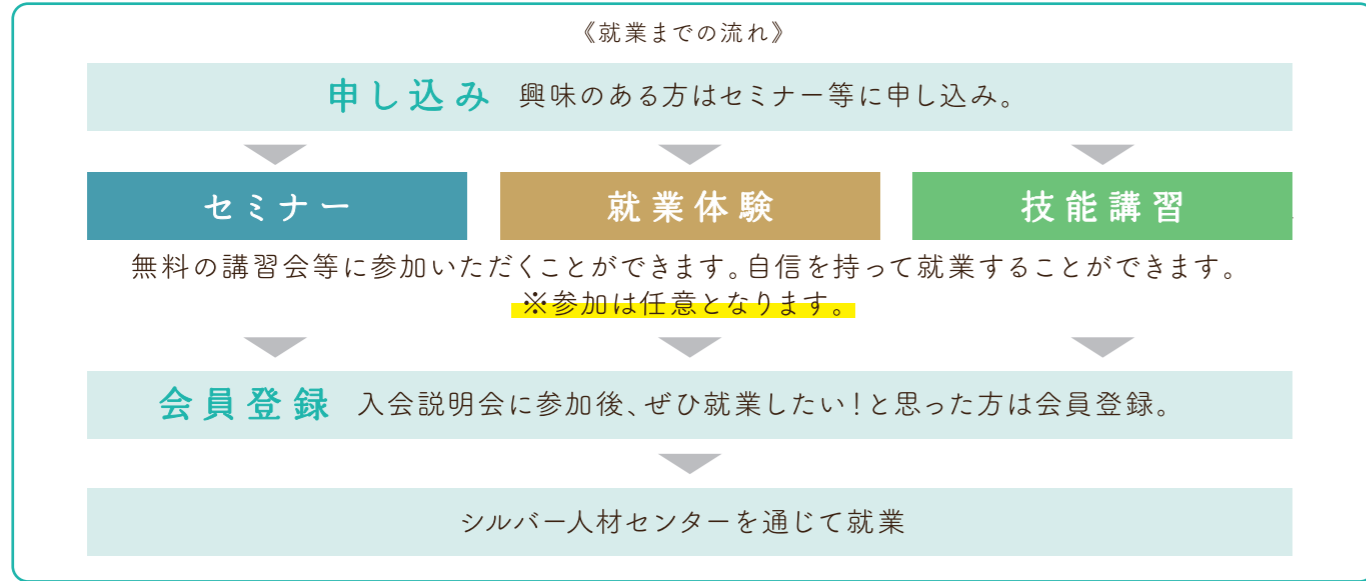 《就業までの流れ》
申し込み 興味のある方はセミナー等に申し込み。
セミナー
就業体験
技能講習
無料の講習会等に参加いただくことができます。自信を持って就業することができます。
※参加は任意となります。
会員登録 入会説明会に参加後、ぜひ就業したい!と思った方は会員登録。
シルバー人材センターを通じて就業